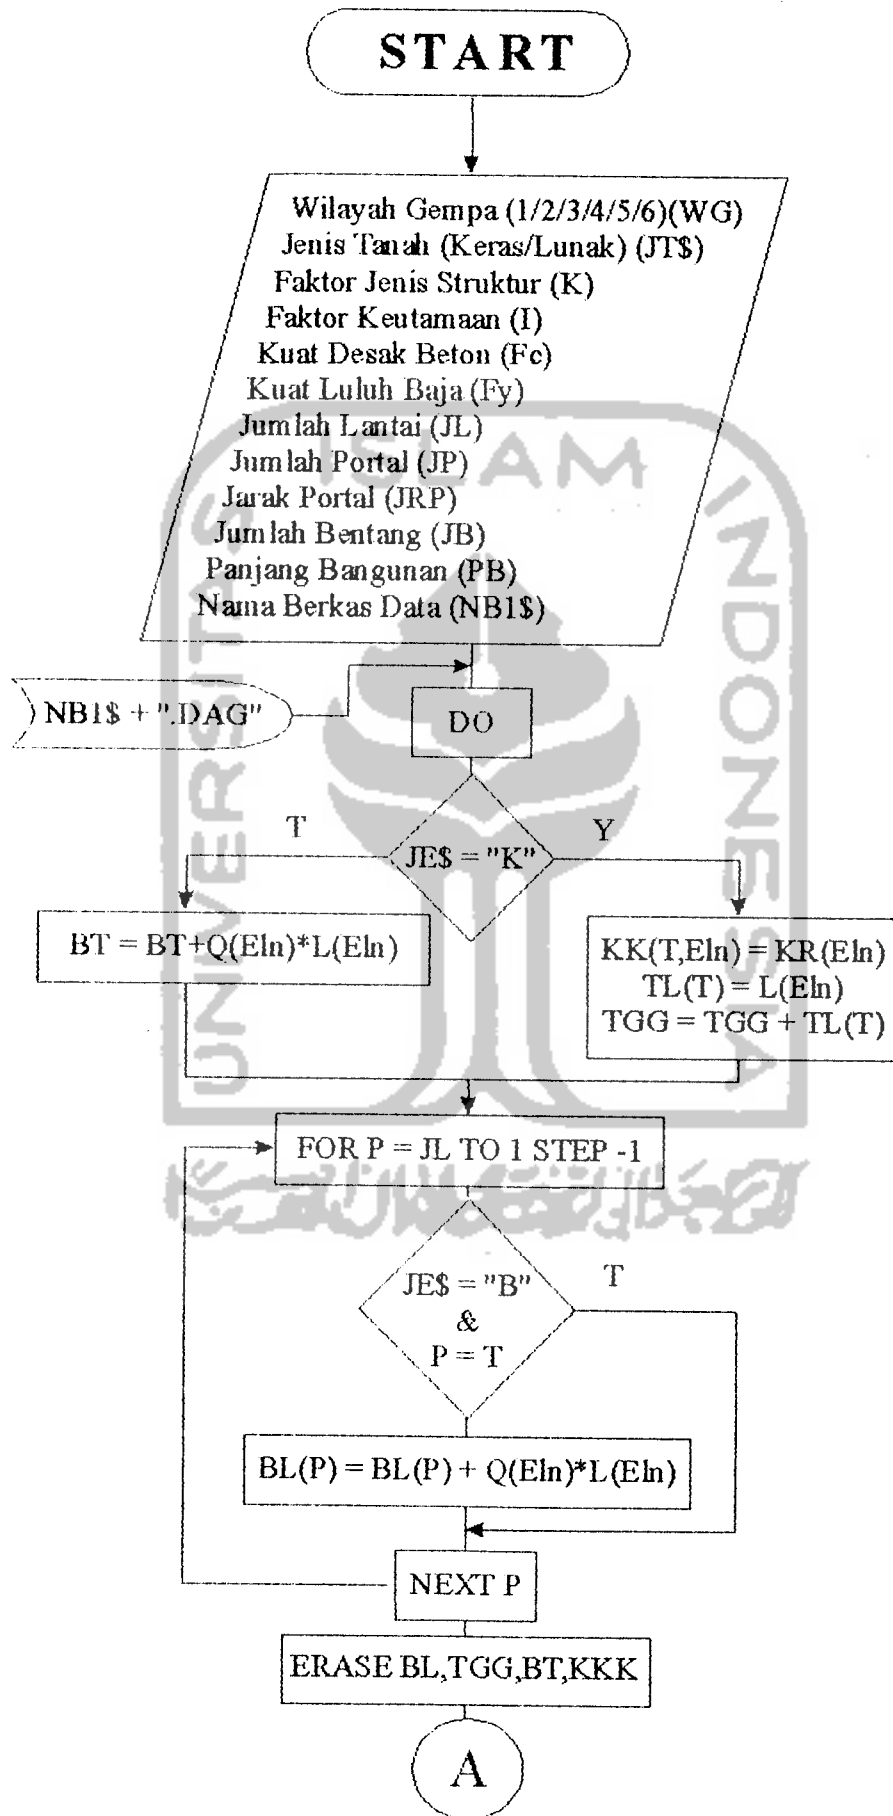 START
Wilayah Gempa (1/2/3/4/5/6)(WG)
Jenis Tanah (Keras/Lunak) (JT$)
Faktor Jenis Struktur (K)
Faktor Keutamaan (I)
Kuat Desak Beton (Fc)
Kuat Luluh Baja (Fy)
Jumlah Lantai (JL)
Jumlah Portal (JP)
Jarak Portal (JRP)
Jumlah Bentang (JB)
Panjang Bangunan (PB)
Nama Berkas Data (NB1$)
NB1$ + ".DAG"
DO
T
JE$ = "K"
Y
BT = BT+Q(Eln)*L(Eln)
KK(T,Eln) = KR(Eln)
TL(T) = L(Eln)
TGG = TGG + TL(T)
FOR P = JL TO 1 STEP -1
JE$ = "B"
&
P = T
T
BL(P) = BL(P) + Q(Eln)*L(Eln)
NEXT P
ERASE BL,TGG,BT,KKK
A
UNIVERSITAS
ISLAM
INDONESIA